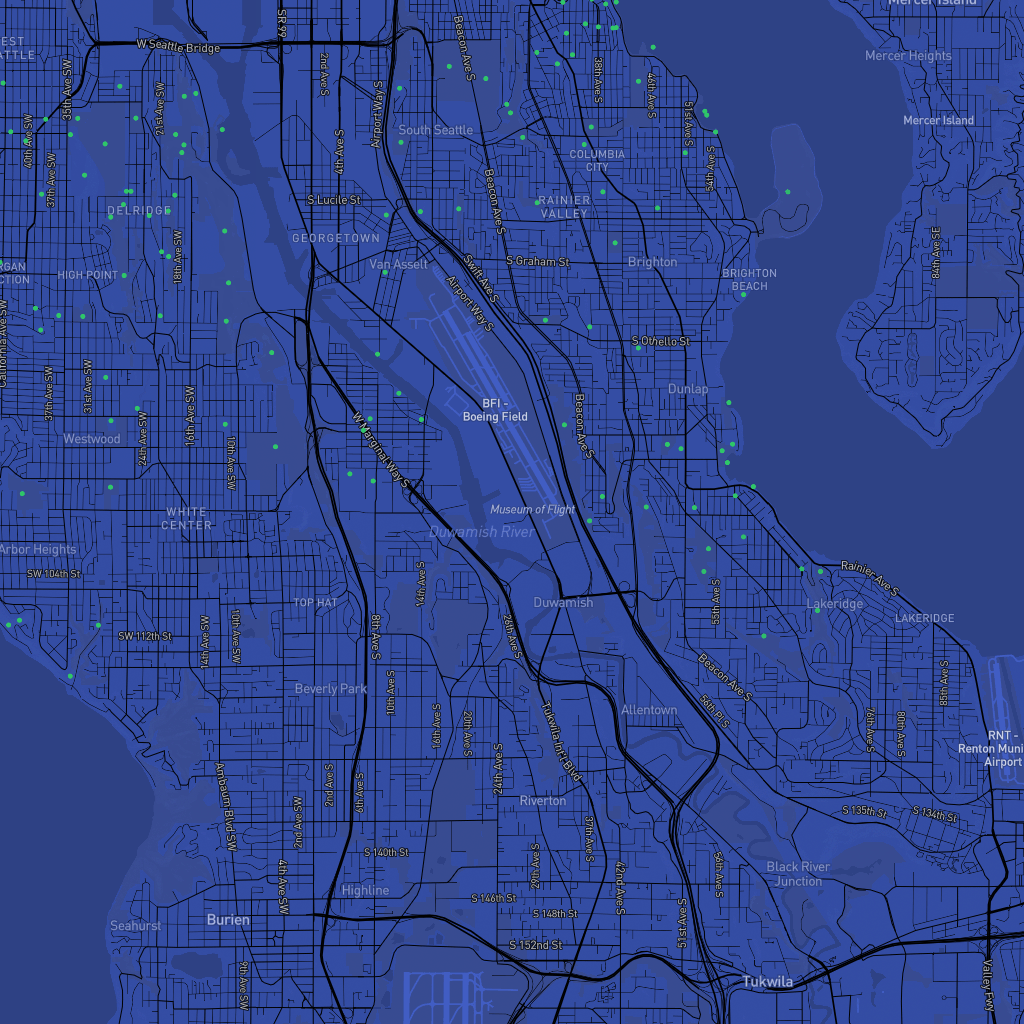 Mercer Island
SR 99
Beacon Ave S
EST
ATTLE
W Seattle Bridge
35th Ave SW
2nd Ave S
Airport Way S
38th Ave S
46th Ave S
Mercer Heights
21st Ave SW
51st Ave S
Mercer Island
40th Ave SW
4th Ave S
South Seattle
COLUMBIA
CITY
37th Ave SW
54th Ave S
S Lucile St
Beacon Ave S
RAINIER
VALLEY
DELRIDGE
GEORGETOWN
18th Ave SW
84th Ave SE
RGAN
CTION
HIGH POINT
Van Asselt
Swift Ave S
S Graham St
Brighton
BRIGHTON
BEACH
Airport Way S
California Ave SW
S Othello St
37th Ave SW
31st Ave SW
Dunlap
16th Ave SW
BFI -
Boeing Field
Beacon Ave S
24th Ave SW
Westwood
10th Ave SW
W Marginal Way S
WHITE
CENTER
Museum of Flight
Duwamish River
Arbor Heights
SW 104th St
14th Ave S
Rainier Ave S
TOP HAT
Duwamish
55th Ave S
Lakeridge
LAKERIDGE
SW 112th St
14th Ave SW
10th Ave SW
8th Ave S
26th Ave S
Beverly Park
10th Ave S
Beacon Ave S
85th Ave S
56th Pl S
Allentown
16th Ave S
20th Ave S
Tukwila Int'l Blvd
76th Ave S
80th Ave S
RNT -
Renton Muni
Airport
24th Ave S
Ambaum Blvd SW
2nd Ave S
6th Ave S
2nd Ave SW
Riverton
S 135th St
S 134th St
37th Ave S
S 140th St
29th Ave S
42nd Ave S
56th Ave S
Black River
Junction
4th Ave SW
Highline
S 146th St
S 148th St
51st Ave S
Seahurst
Burien
S 152nd St
9th Ave SW
Tukwila
Valley Fwy